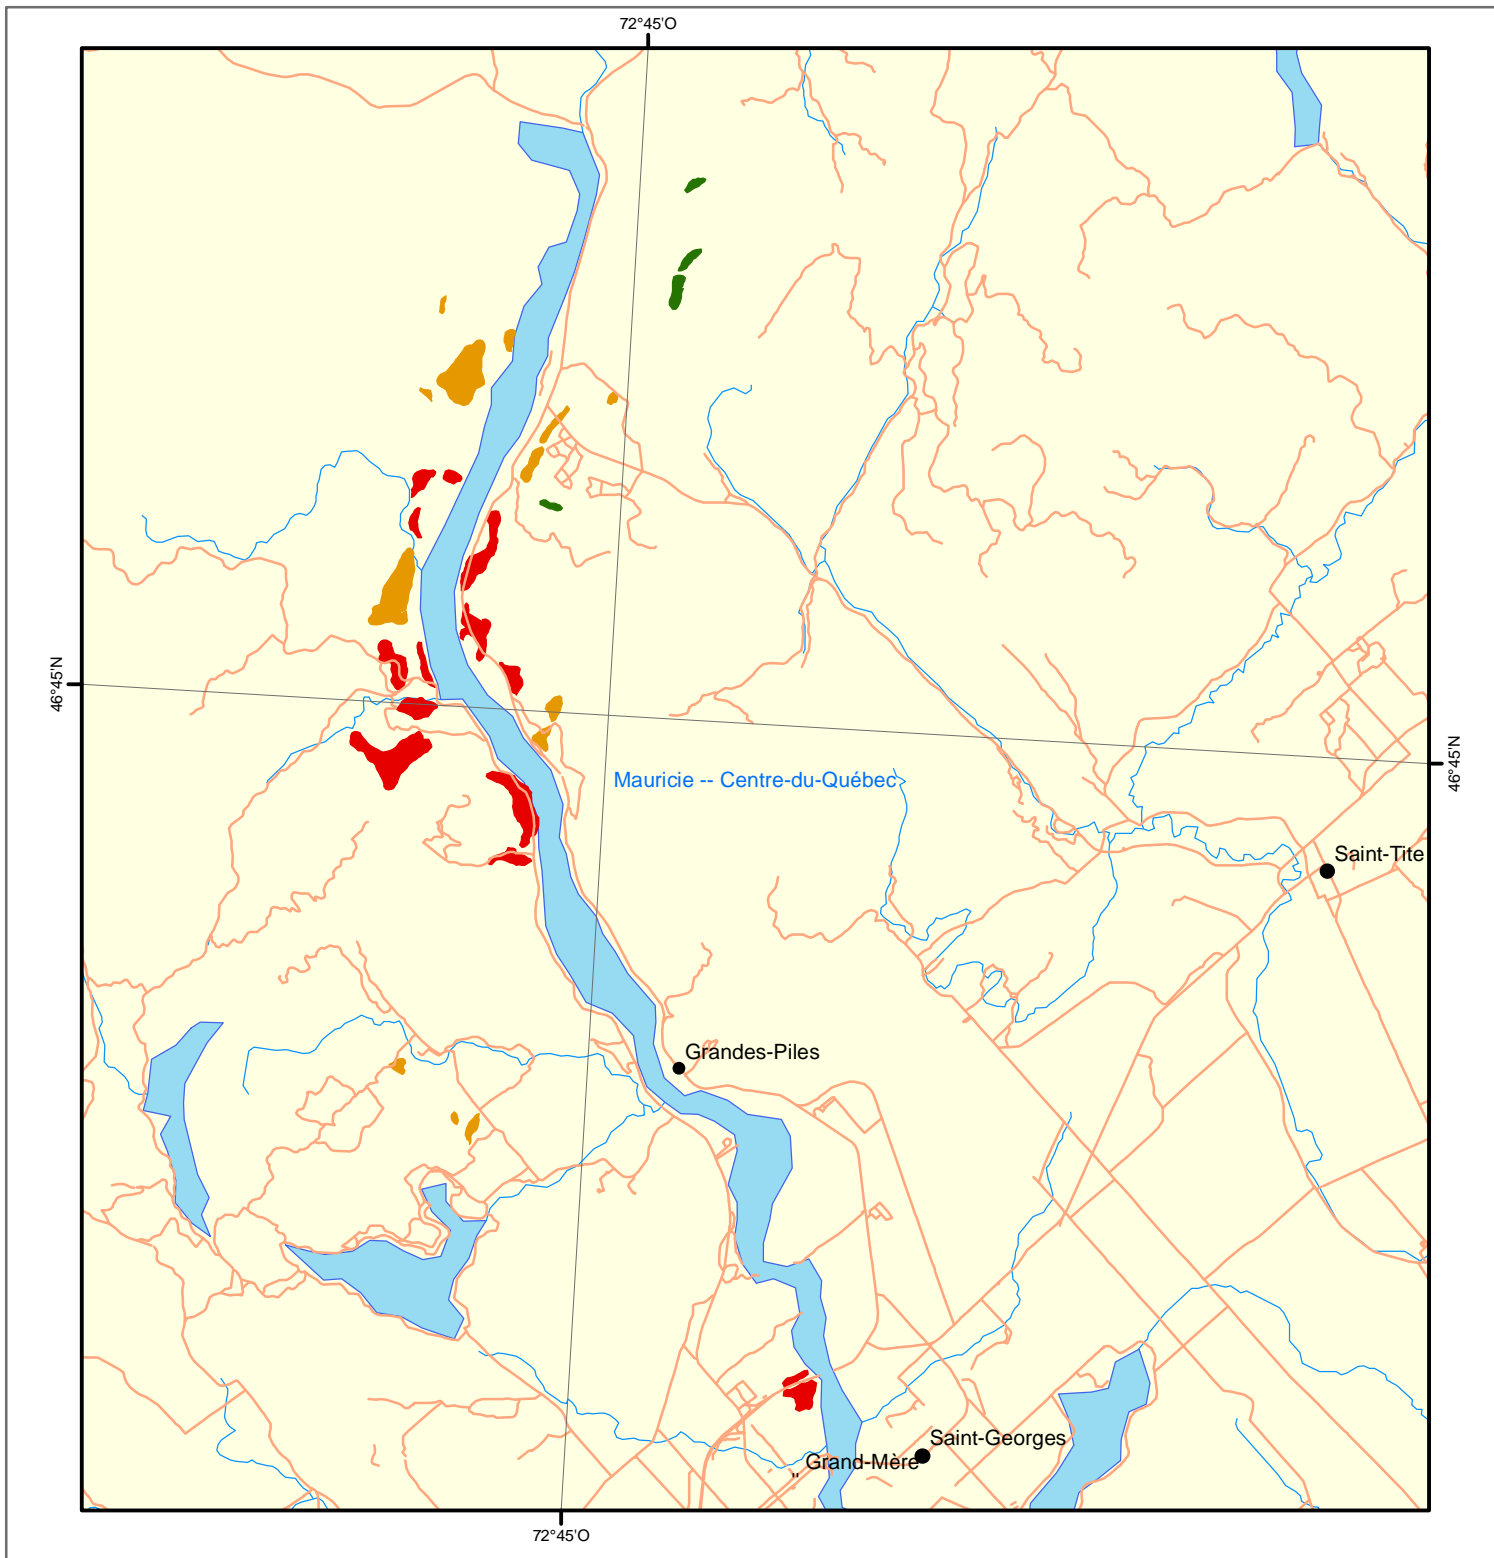 72°45'O
46°45'N
Mauricie -- Centre-du-Québec
46°45'N
Saint-Tite
Grandes-Piles
Saint-Georges
" Grand-Mère
72°45'O